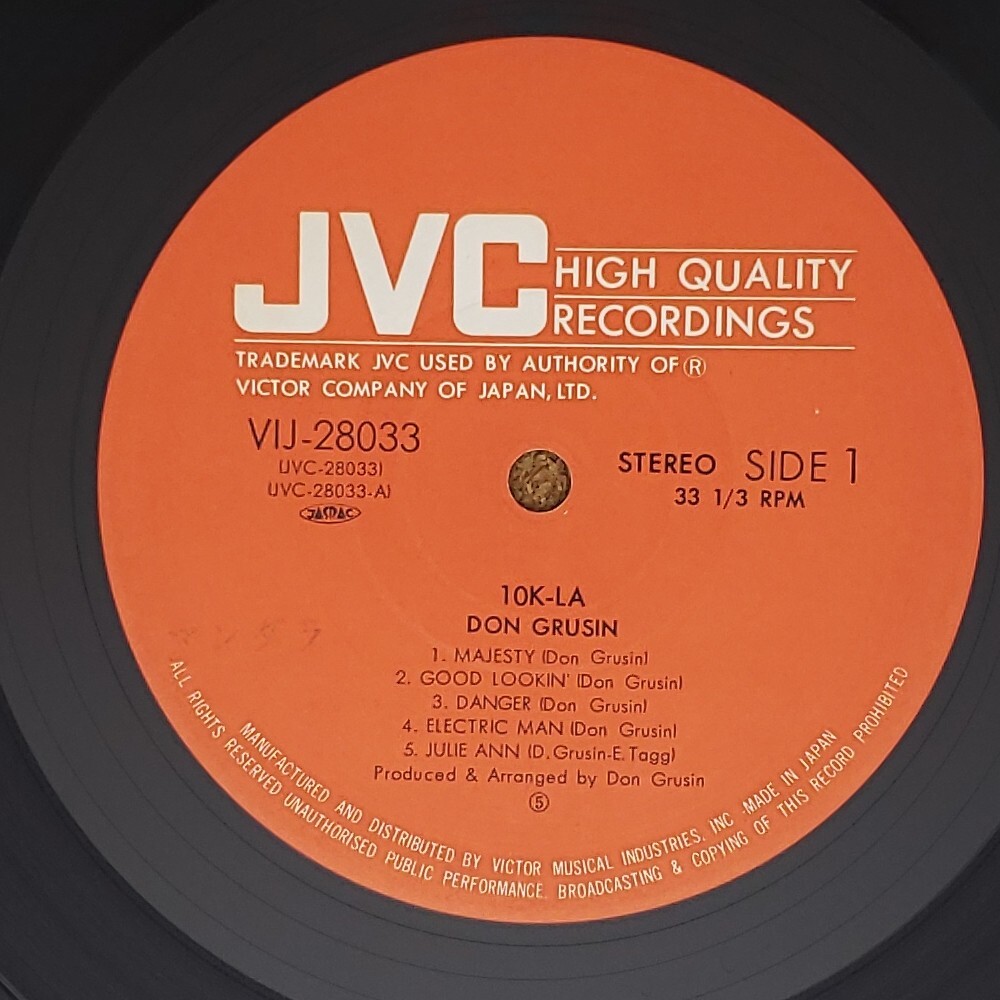 JVC HIGH QUALITY
RECORDINGS
TRADEMARK JVC USED BY AUTHORITY OF ®
VICTOR COMPANY OF JAPAN, LTD.
VIJ-28033
(JVC-28033)
(JVC-28033-A)
JASRAC
STEREO SIDE 1
33 1/3 RPM
10K-LA
DON GRUSIN
1. MAJESTY (Don Grusin)
2. GOOD LOOKIN' (Don Grusin)
3. DANGER (Don Grusin)
4. ELECTRIC MAN (Don Grusin)
5. JULIE ANN (D. Grusin-E. Tagg)
Produced & Arranged by Don Grusin
⑤
MANUFACTURED AND DISTRIBUTED BY VICTOR MUSICAL INDUSTRIES, INC. MADE IN JAPAN
ALL RIGHTS RESERVED UNAUTHORISED PUBLIC PERFORMANCE. BROADCASTING & COPYING OF THIS RECORD PROHIBITED